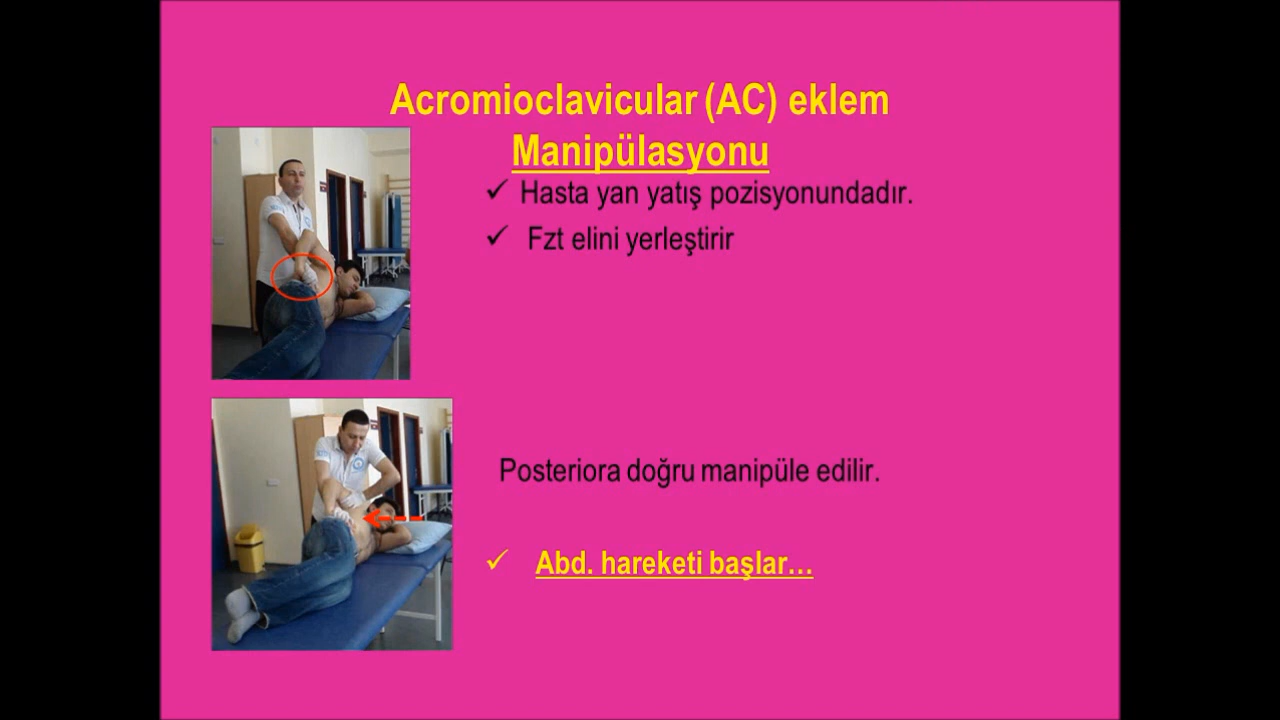 Acromioclavicular (AC) eklem
Manipülasyonu
✓ Hasta yan yatış pozisyonundadır.
✓ Fzt elini yerleştirir
Posteriora doğru manipüle edilir.
✓ Abd. hareketi başlar…